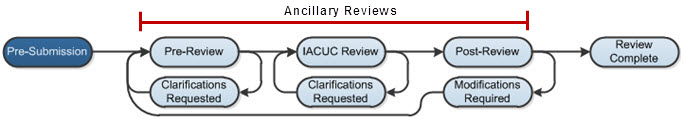 Ancillary Reviews
Pre-Submission
Pre-Review
IACUC Review
Post-Review
Review
Complete
Clarifications
Requested
Clarifications
Requested
Modifications
Required